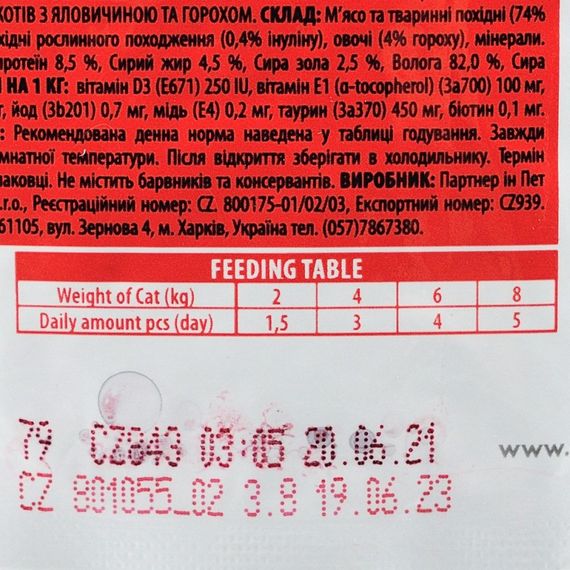 КОТІВ З ЯЛОВИЧИНОЮ ТА ГОРОХОМ. СКЛАД: М'ясо та тваринні похідні (74%
хідні рослинного походження (0,4% інуліну), овочі (4% гороху), мінерали.
ротеїн 8,5 %, Сирий жир 4,5 %, Сира зола 2,5 %, Волога 82,0 %, Сира
НА 1 КГ: вітамін D3 (E671) 250 IU, вітамін E1 (α-tocopherol) (3a700) 100 мг,
, йод (3b201) 0,7 мг, мідь (E4) 0,2 мг, таурин (3a370) 450 мг, біотин 0,1 мг.
: Рекомендована денна норма наведена у таблиці годування. Завжди
мнатної температури. Після відкриття зберігати в холодильнику. Термін
паковці. Не містить барвників та консервантів. ВИРОБНИК: Партнер ін Пет
.r.o., Реєстраційний номер: CZ. 800175-01/02/03, Експортний номер: CZ939.
61105, вул. Зернова 4, м. Харків, Україна тел. (057)7867380.
FEEDING TABLE
Weight of Cat (kg) 2 4 6 8
Daily amount pcs (day) 1,5 3 4 5
79 CZ843 03:05 20.06.21
www.
CZ 801055_02 3.8 19.06.23